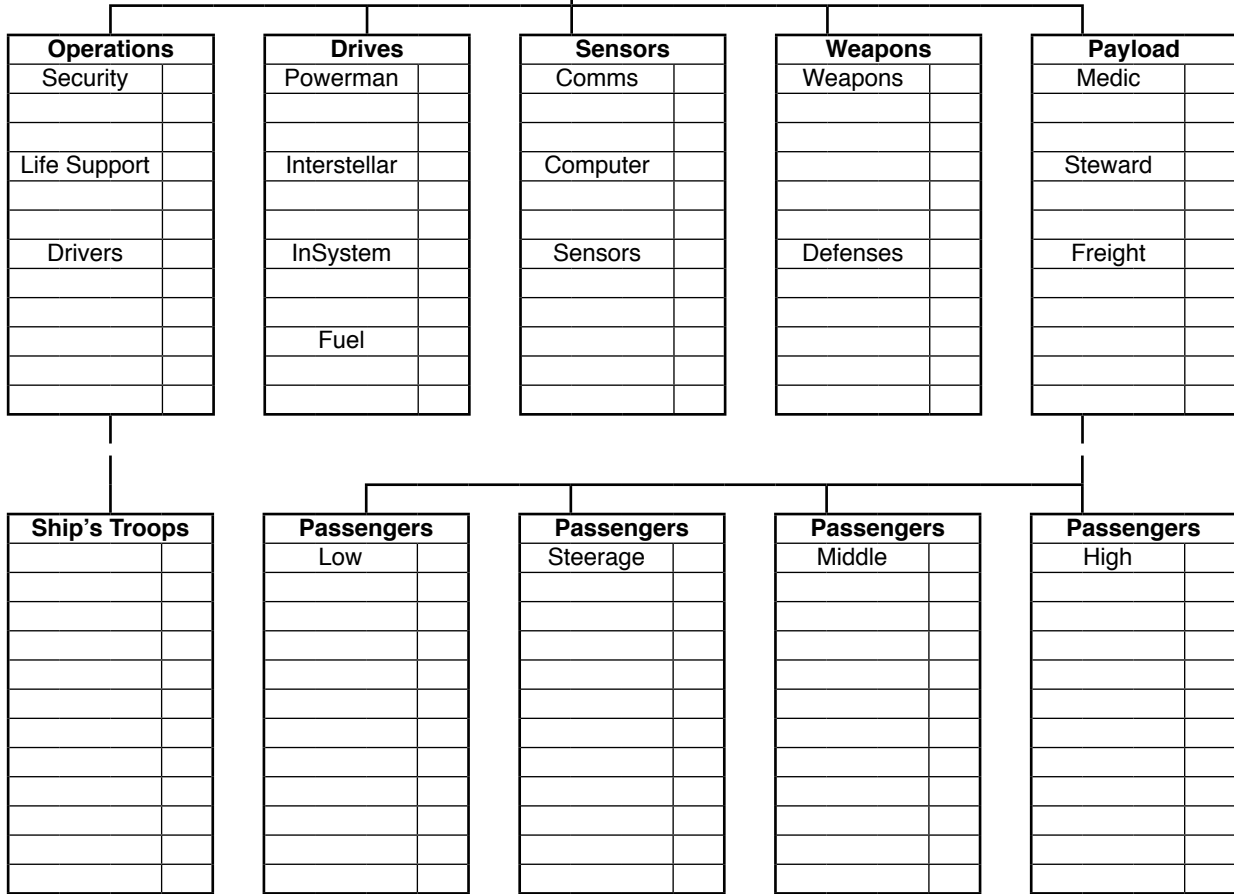 Operations
Security
Life Support
Drivers
Drives
Powerman
Interstellar
InSystem
Fuel
Sensors
Comms
Computer
Sensors
Weapons
Weapons
Defenses
Payload
Medic
Steward
Freight
Ship's Troops
Passengers
Low
Passengers
Steerage
Passengers
Middle
Passengers
High